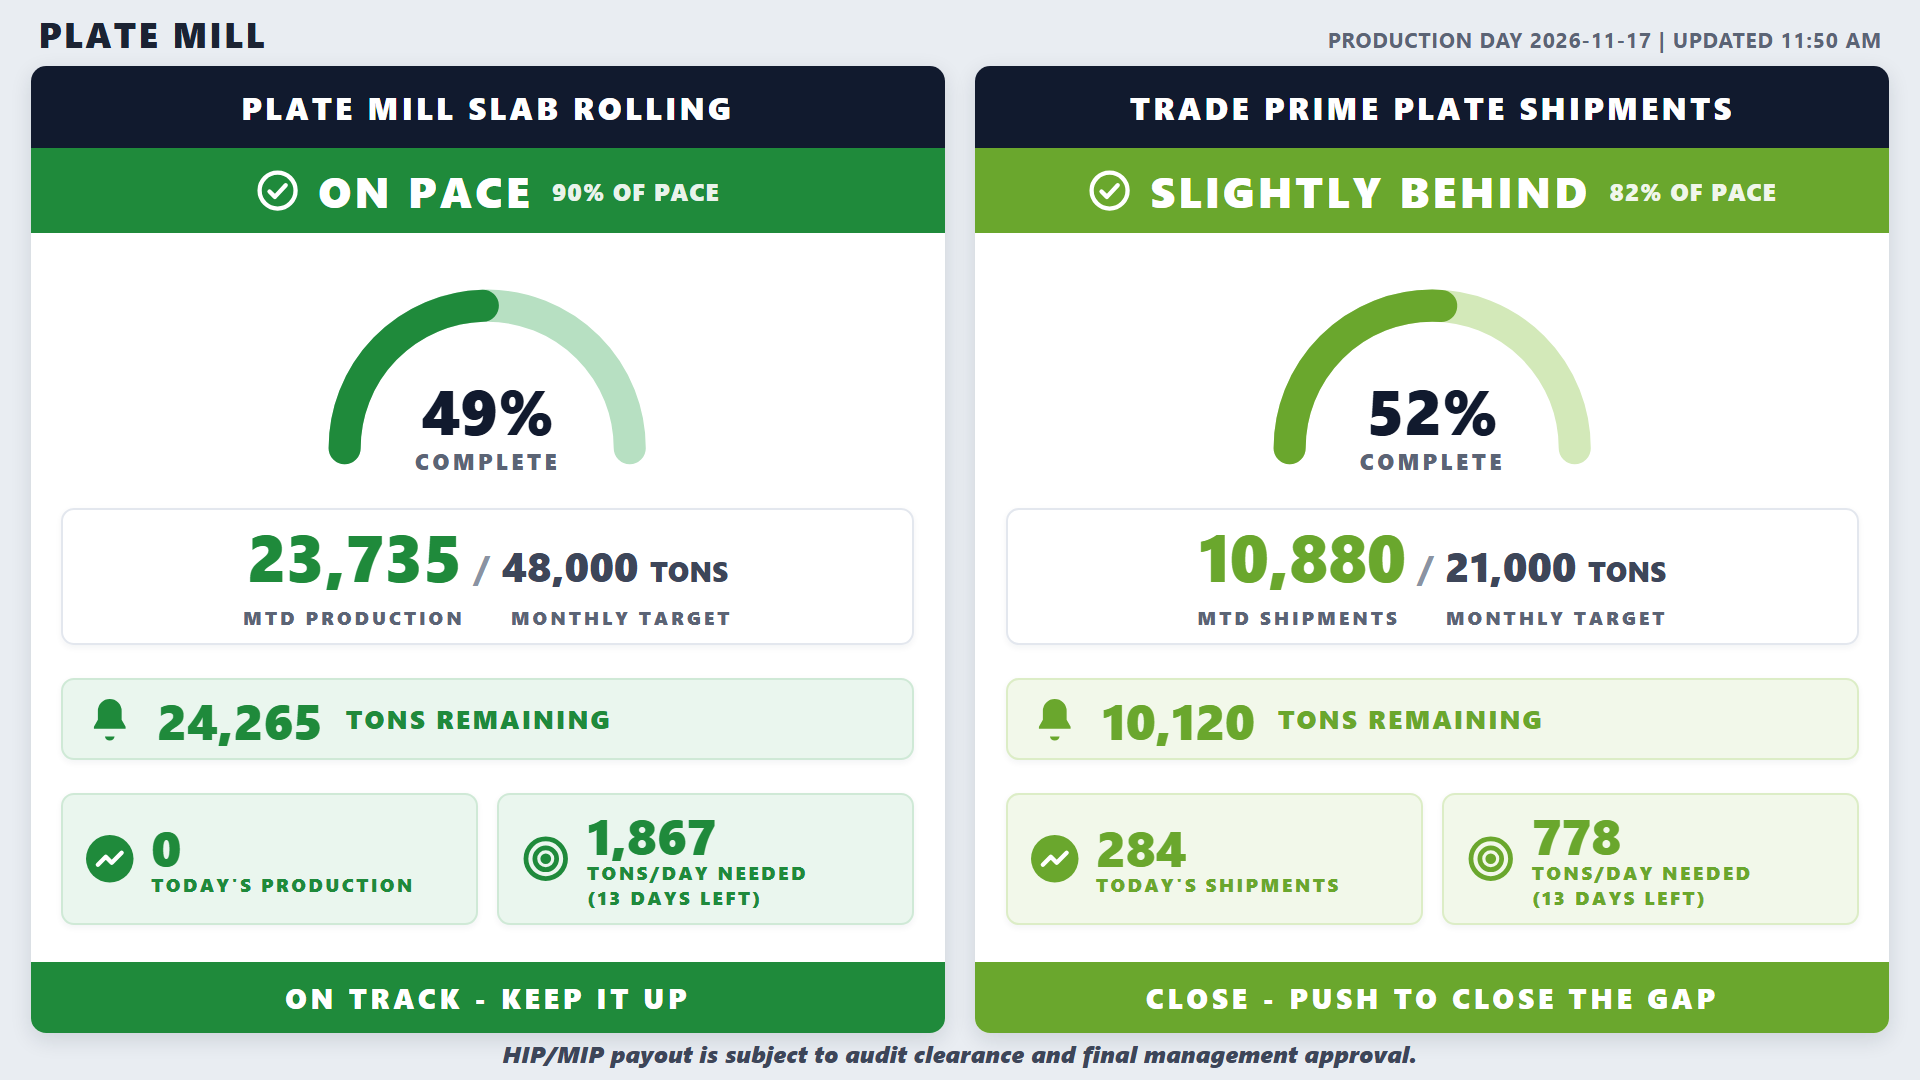 PLATE MILL
PRODUCTION DAY 2026-11-17 | UPDATED 11:50 AM
PLATE MILL SLAB ROLLING
ON PACE 90% OF PACE
49%
COMPLETE
23,735 / 48,000 TONS
MTD PRODUCTION MONTHLY TARGET
24,265 TONS REMAINING
0
TODAY'S PRODUCTION
1,867
TONS/DAY NEEDED
(13 DAYS LEFT)
ON TRACK - KEEP IT UP
TRADE PRIME PLATE SHIPMENTS
SLIGHTLY BEHIND 82% OF PACE
52%
COMPLETE
10,880 / 21,000 TONS
MTD SHIPMENTS MONTHLY TARGET
10,120 TONS REMAINING
284
TODAY'S SHIPMENTS
778
TONS/DAY NEEDED
(13 DAYS LEFT)
CLOSE - PUSH TO CLOSE THE GAP
HIP/MIP payout is subject to audit clearance and final management approval.